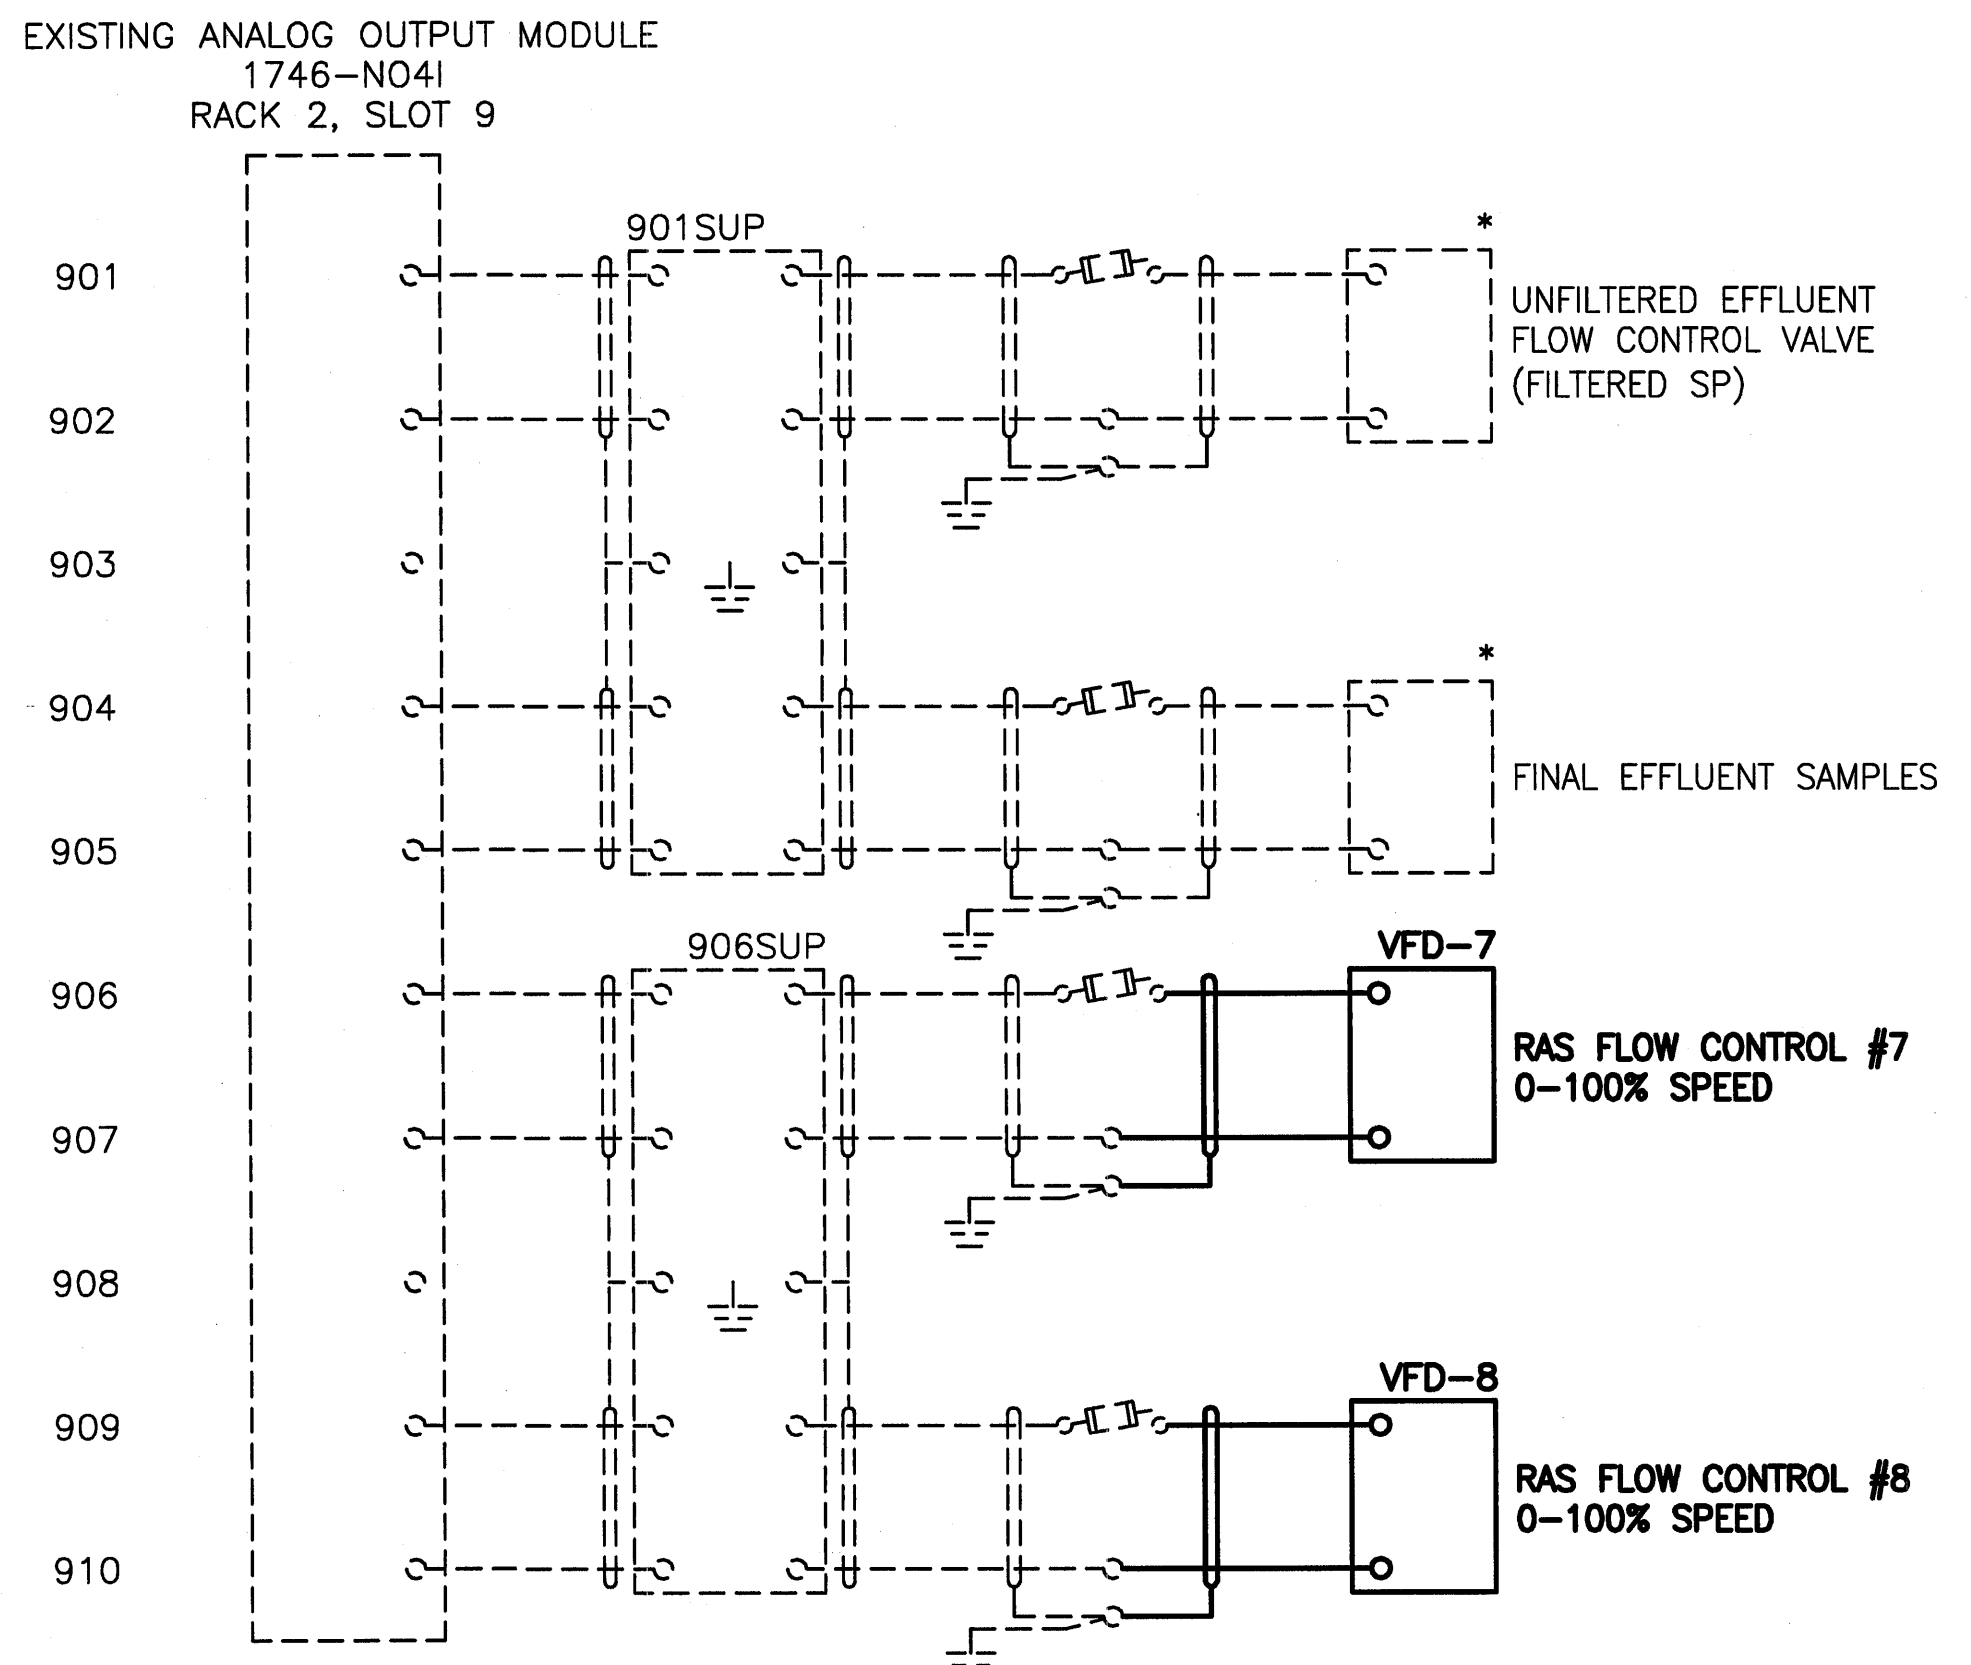 EXISTING ANALOG OUTPUT MODULE
1746-NO4I
RACK 2, SLOT 9
901SUP
*
901
UNFILTERED EFFLUENT
FLOW CONTROL VALVE
(FILTERED SP)
902
903
*
904
FINAL EFFLUENT SAMPLES
905
906SUP
VFD-7
906
RAS FLOW CONTROL #7
0-100% SPEED
907
908
VFD-8
909
RAS FLOW CONTROL #8
0-100% SPEED
910